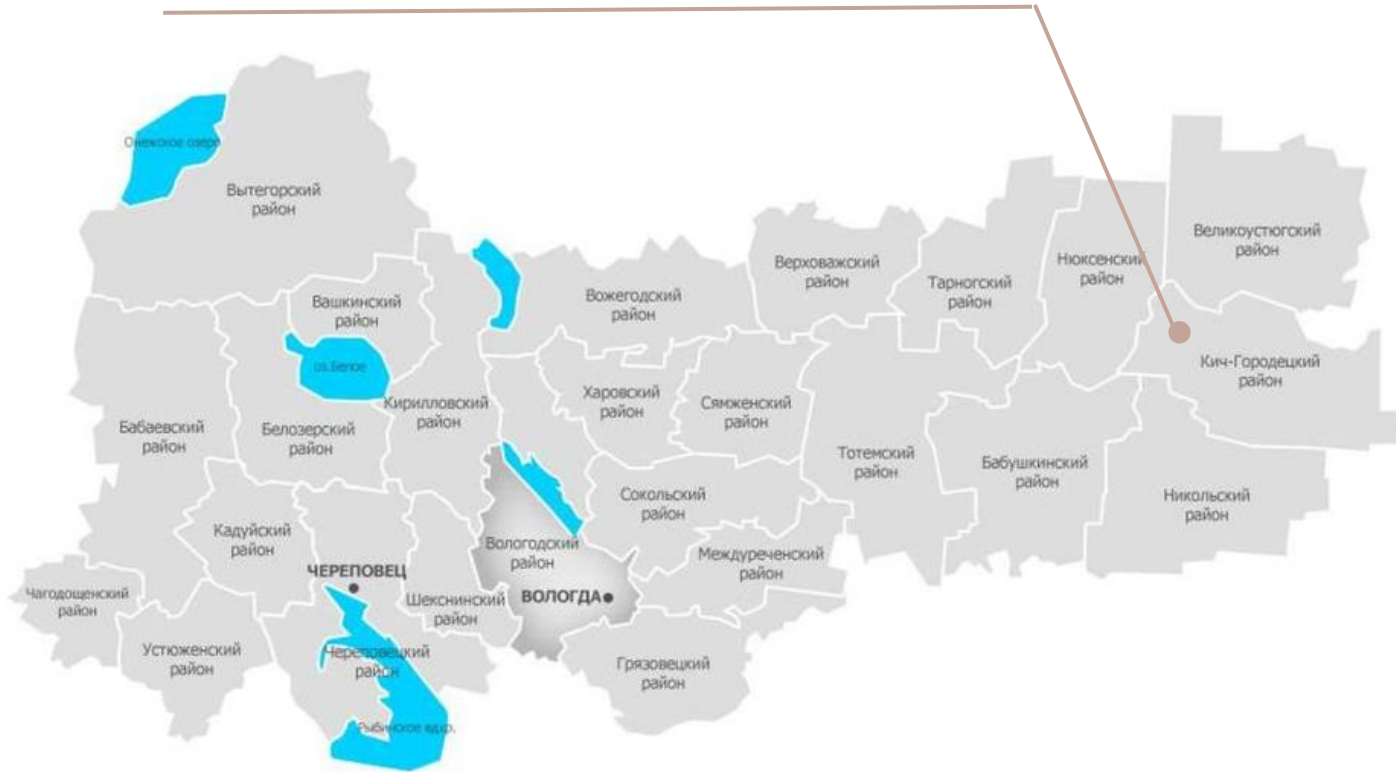 Онежское озеро
Вытегорский
район
Великоустюгский
район
Верховажский
район
Нюксенский
район
Тарногский
район
Вожегодский
район
Вашкинский
район
Кич-Городецкий
район
оз.Белое
Харовский
район
Сямженский
район
Кирилловский
район
Бабаевский
район
Белозерский
район
Тотемский
район
Бабушкинский
район
Сокольский
район
Никольский
район
Кадуйский
район
Вологодский
район
Междуреченский
район
ЧЕРЕПОВЕЦ
Чагодощенский
район
Шекснинский
район
ВОЛОГДА
Устюженский
район
Череповецкий
район
Грязовецкий
район
Рыбинское вдхр.